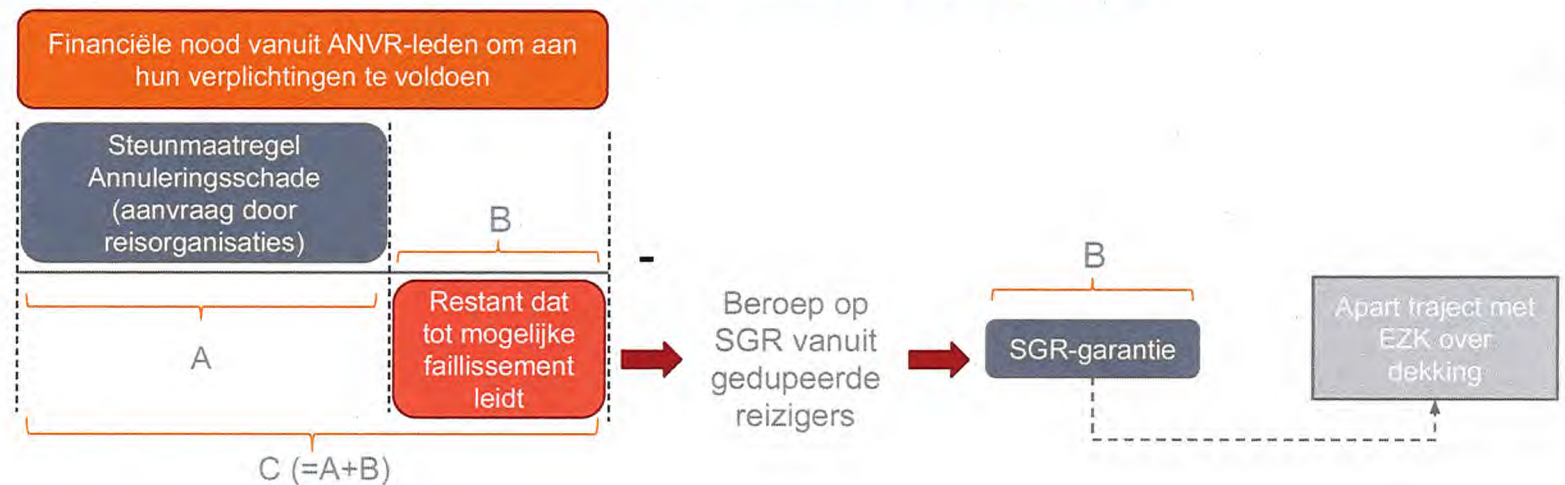 Financiële nood vanuit ANVR-leden om aan
hun verplichtingen te voldoen
Steunmaatregel
Annuleringsschade
(aanvraag door
reisorganisaties)
B
-
A
Restant dat
tot mogelijke
faillissement
leidt
C (=A+B)
Beroep op
SGR vanuit
gedupeerde
reizigers
B
SGR-garantie
Apart traject met
EZK over
dekking